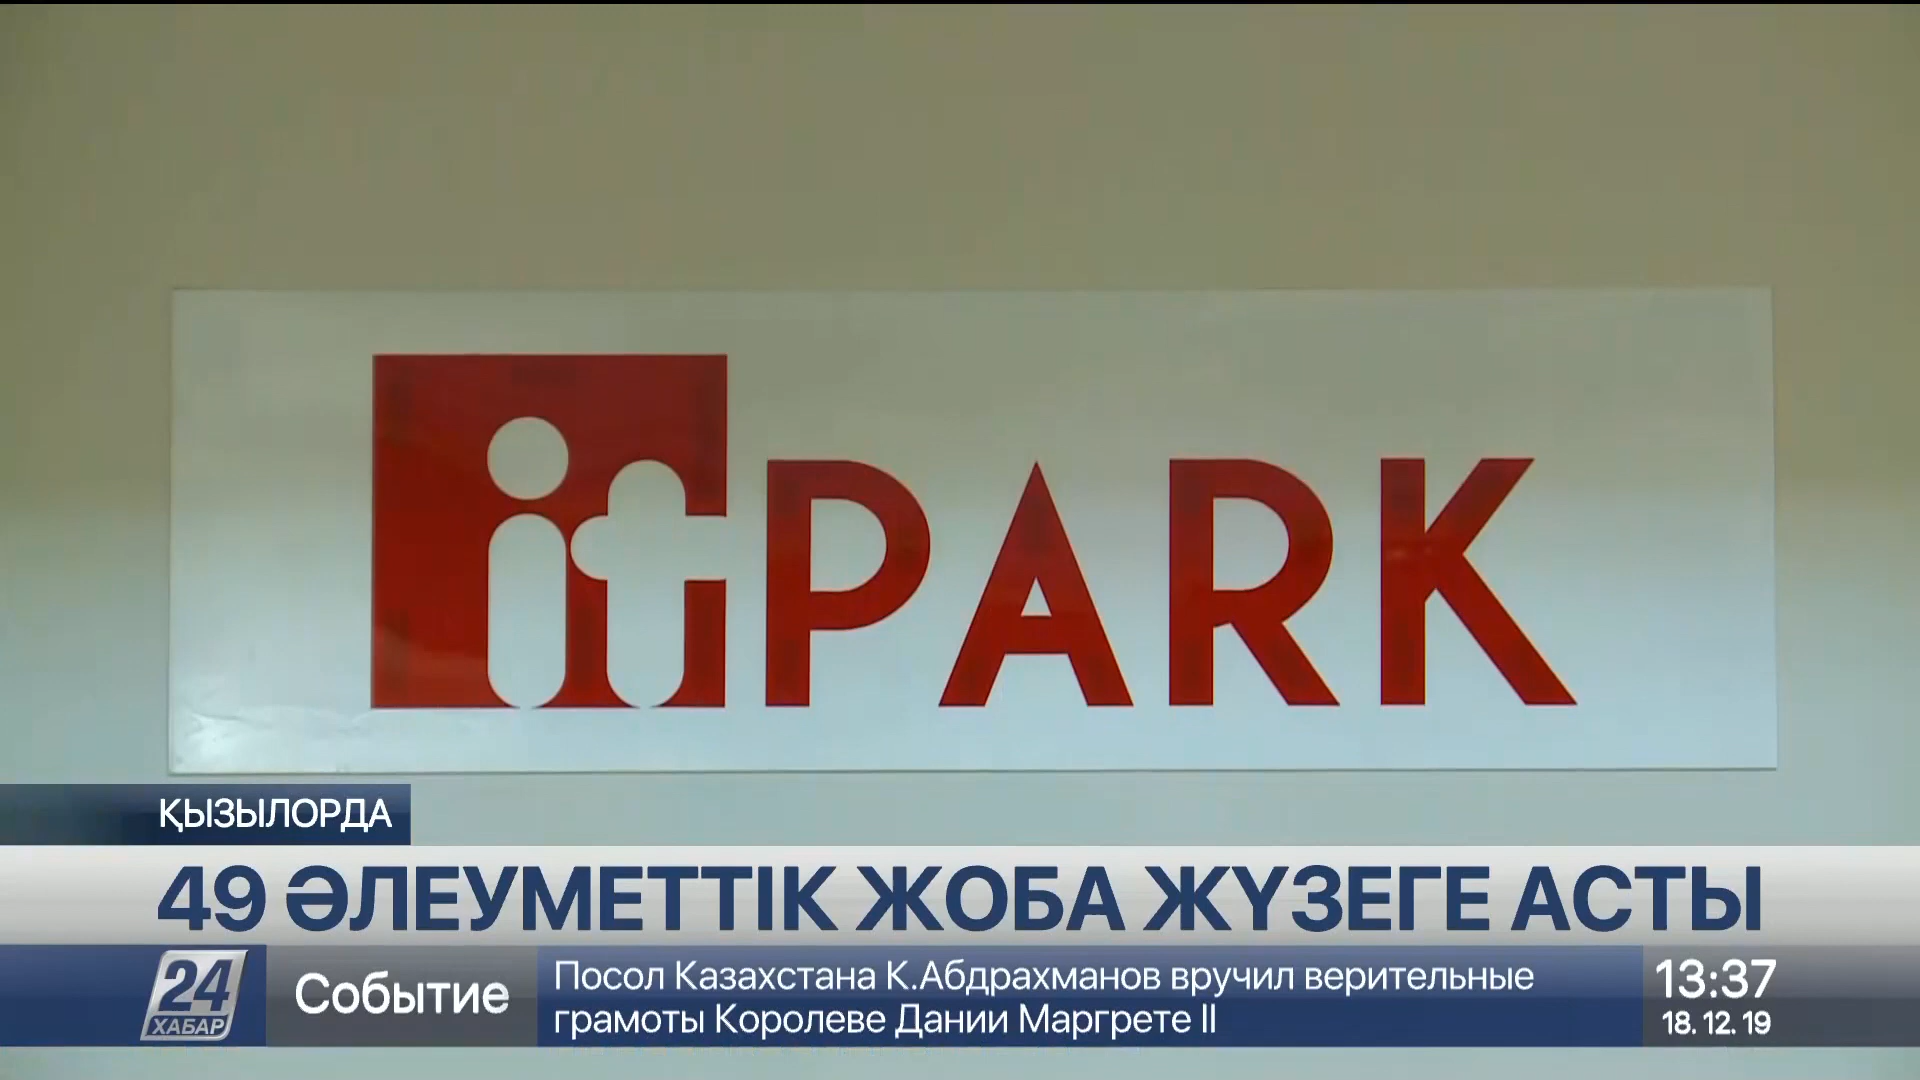 it PARK
ҚЫЗЫЛОРДА
49 ӘЛЕУМЕТТІК ЖОБА ЖҮЗЕГЕ АСТЫ
24 ХАБАР
Событие
Посол Казахстана К.Абдрахманов вручил верительные
грамоты Королеве Дании Маргрете II
13:37
18. 12. 19